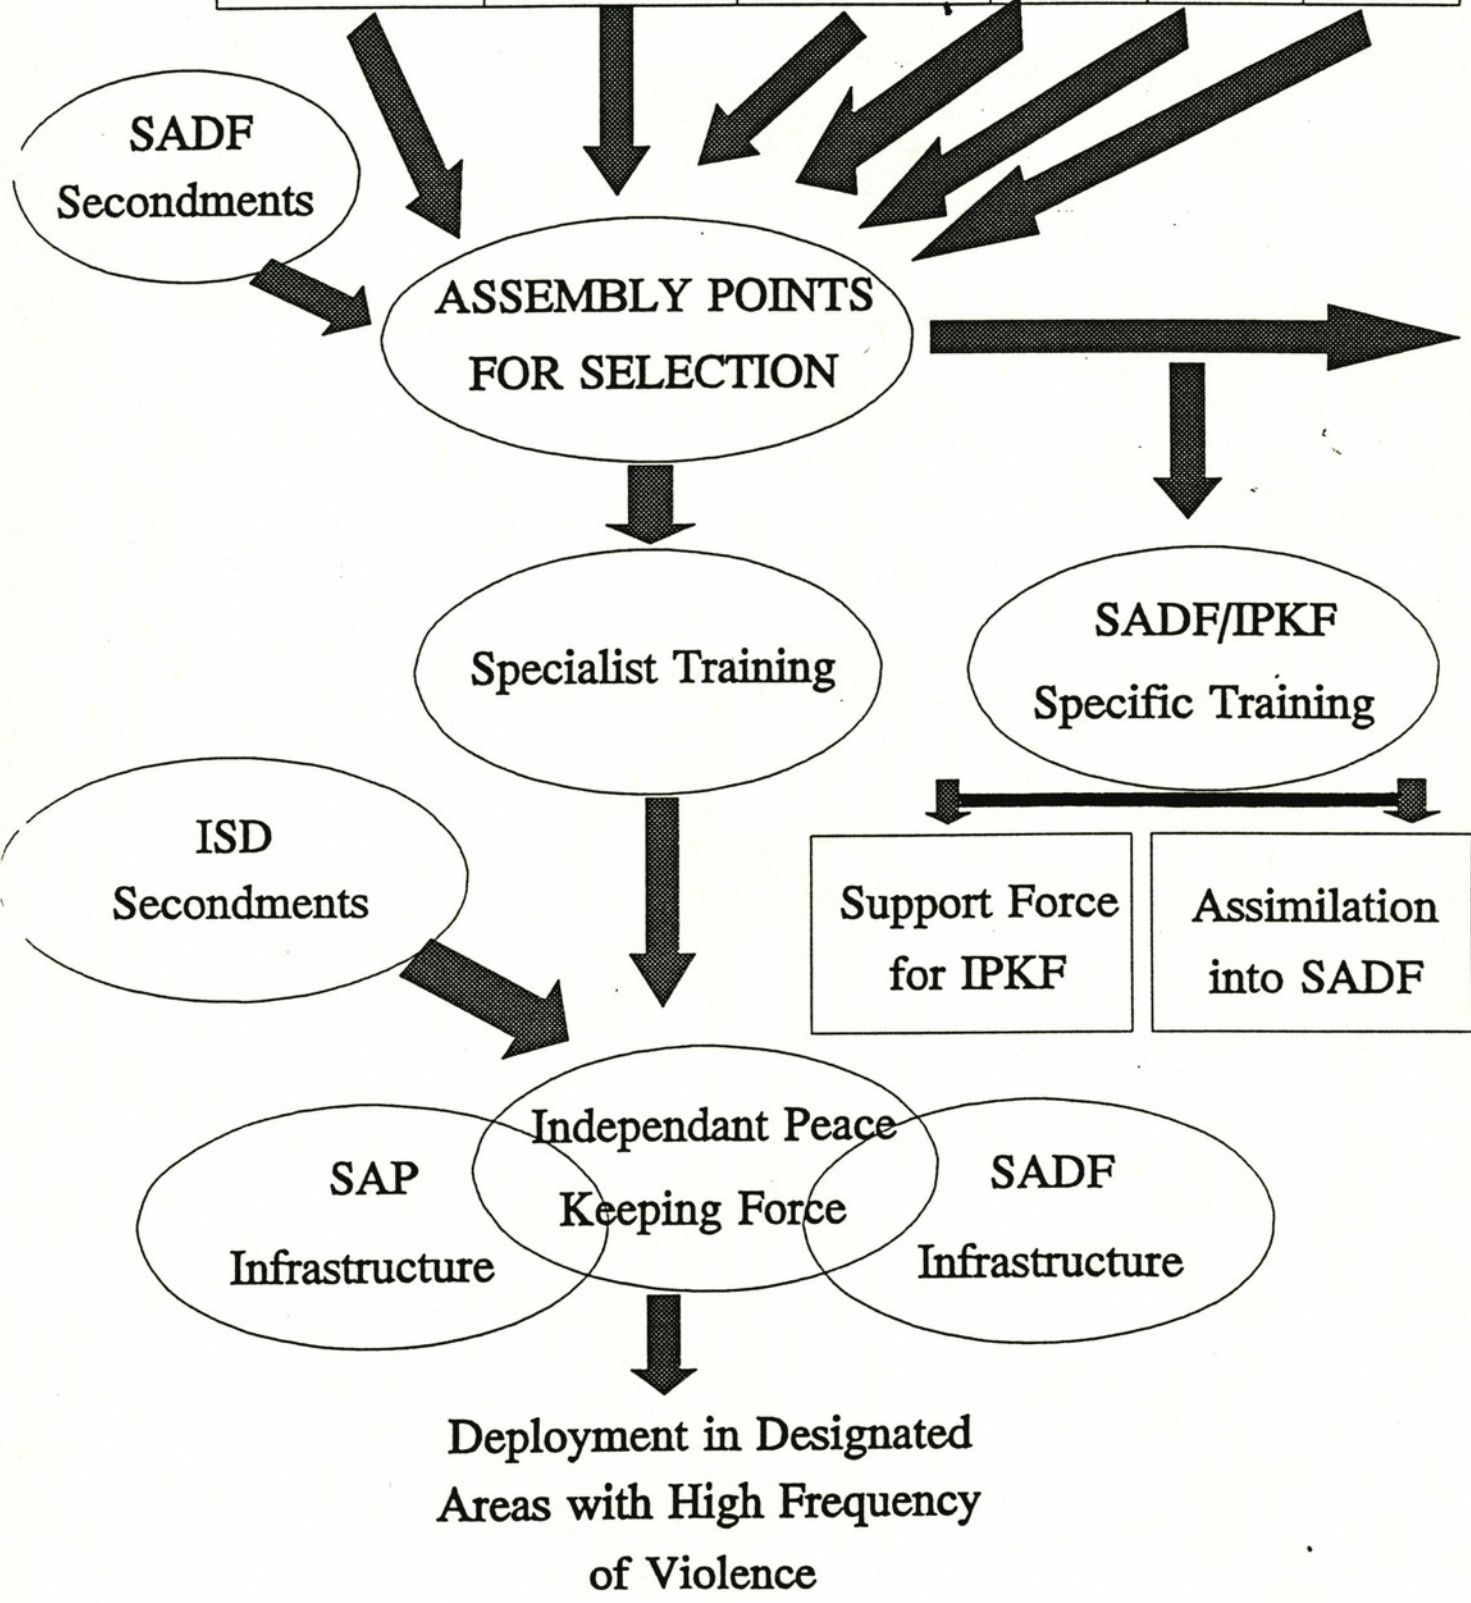 SADF
Secondments
ASSEMBLY POINTS
FOR SELECTION
Specialist Training
SADF/IPKF
Specific Training
ISD
Secondments
Support Force
for IPKF
Assimilation
into SADF
Independant Peace
Keeping Force
SAP
Infrastructure
SADF
Infrastructure
Deployment in Designated
Areas with High Frequency
of Violence